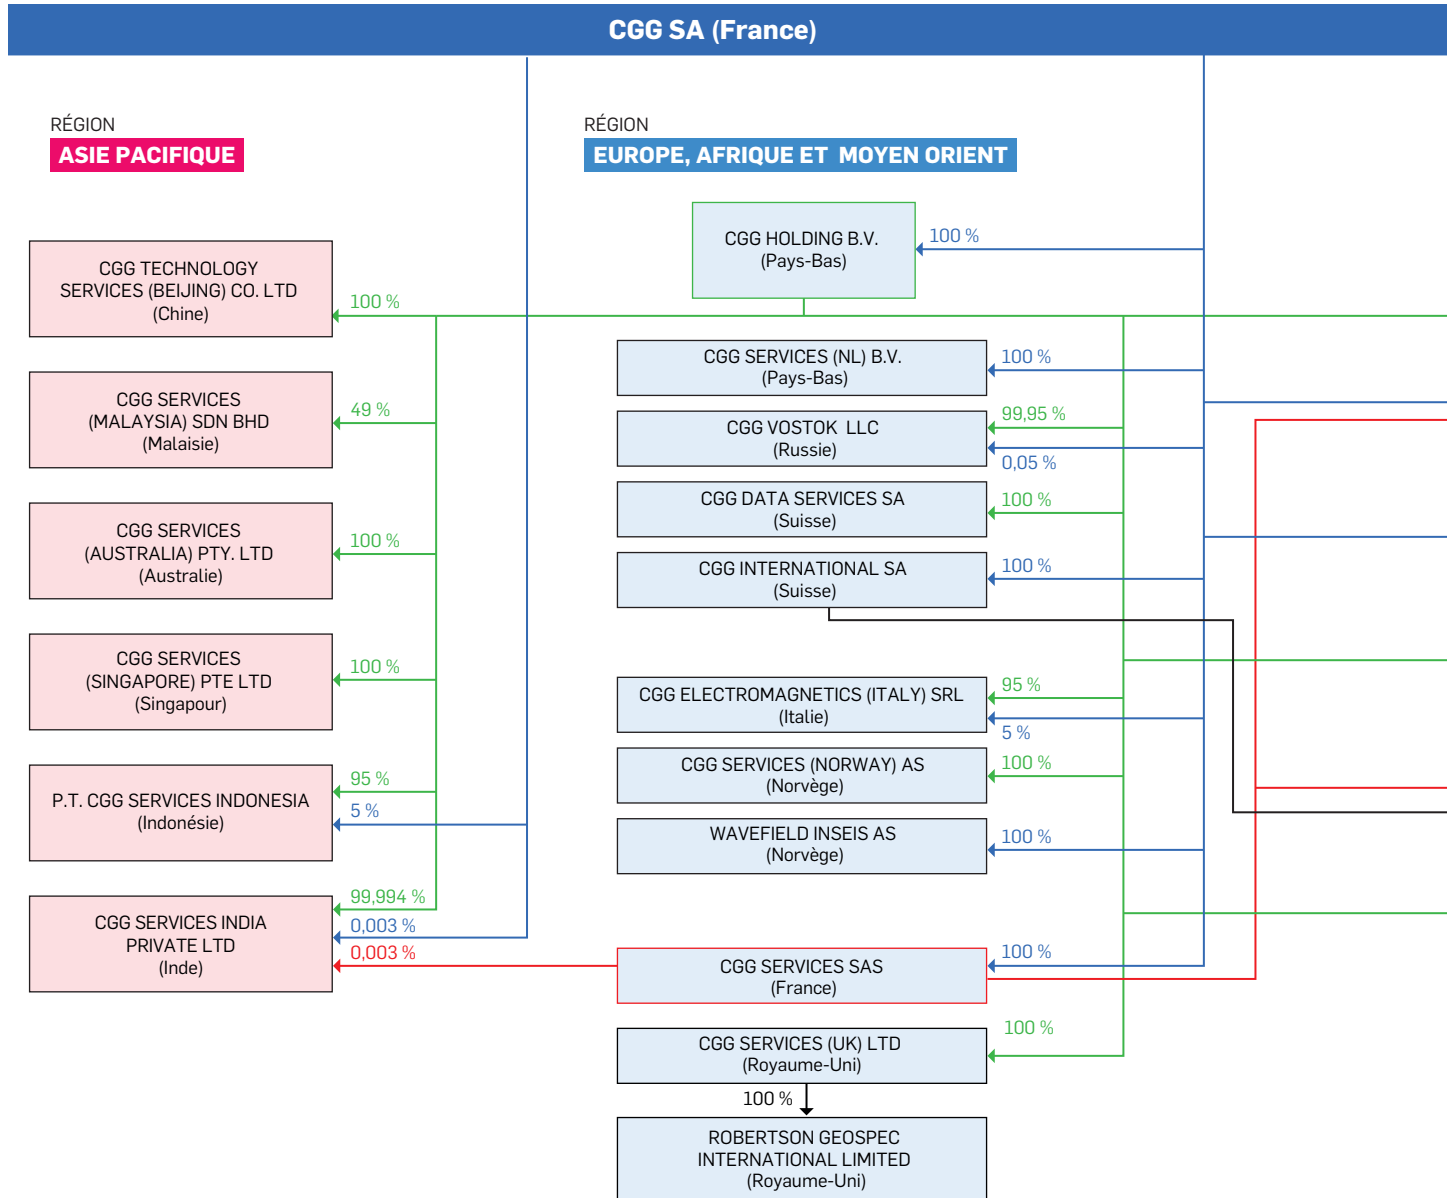 CGG SA (France)
RÉGION
ASIE PACIFIQUE
CGG TECHNOLOGY
SERVICES (BEIJING) CO. LTD
(Chine)
100 %
CGG SERVICES
(MALAYSIA) SDN BHD
(Malaisie)
49 %
CGG SERVICES
(AUSTRALIA) PTY. LTD
(Australie)
100 %
CGG SERVICES
(SINGAPORE) PTE LTD
(Singapour)
100 %
P.T. CGG SERVICES INDONESIA
(Indonésie)
95 %
5 %
CGG SERVICES INDIA
PRIVATE LTD
(Inde)
99,994 %
0,003 %
0,003 %
RÉGION
EUROPE, AFRIQUE ET MOYEN ORIENT
CGG HOLDING B.V.
(Pays-Bas)
100 %
CGG SERVICES (NL) B.V.
(Pays-Bas)
100 %
CGG VOSTOK LLC
(Russie)
99,95 %
0,05 %
CGG DATA SERVICES SA
(Suisse)
100 %
CGG INTERNATIONAL SA
(Suisse)
100 %
CGG ELECTROMAGNETICS (ITALY) SRL
(Italie)
95 %
5 %
CGG SERVICES (NORWAY) AS
(Norvège)
100 %
WAVEFIELD INSEIS AS
(Norvège)
100 %
CGG SERVICES SAS
(France)
100 %
CGG SERVICES (UK) LTD
(Royaume-Uni)
100 %
100 %
ROBERTSON GEOSPEC
INTERNATIONAL LIMITED
(Royaume-Uni)